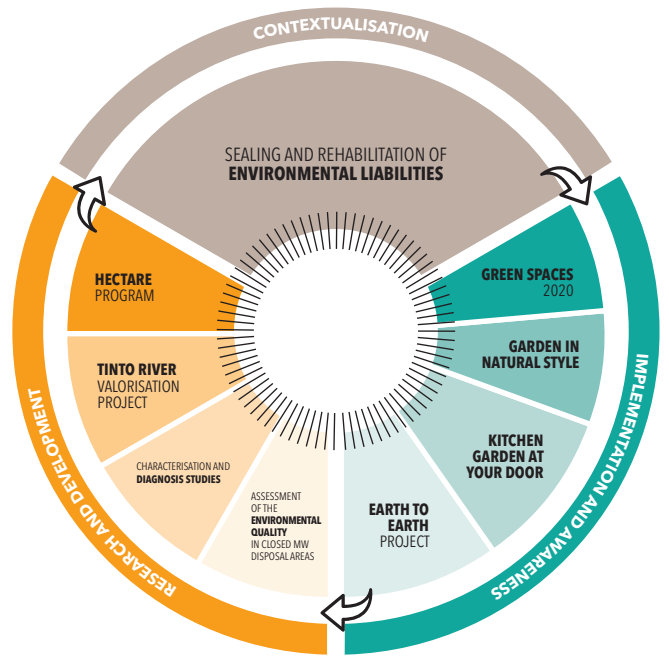 CONTEXTUALISATION
SEALING AND REHABILITATION OF
ENVIRONMENTAL LIABILITIES
GREEN SPACES
2020
GARDEN IN
NATURAL STYLE
KITCHEN
GARDEN AT
YOUR DOOR
EARTH TO
EARTH
PROJECT
IMPLEMENTATION AND AWARENESS
ASSESSMENT
OF THE
ENVIRONMENTAL
QUALITY
IN CLOSED MW
DISPOSAL AREAS
CHARACTERISATION AND
DIAGNOSIS STUDIES
TINTO RIVER
VALORISATION
PROJECT
HECTARE
PROGRAM
RESEARCH AND DEVELOPMENT